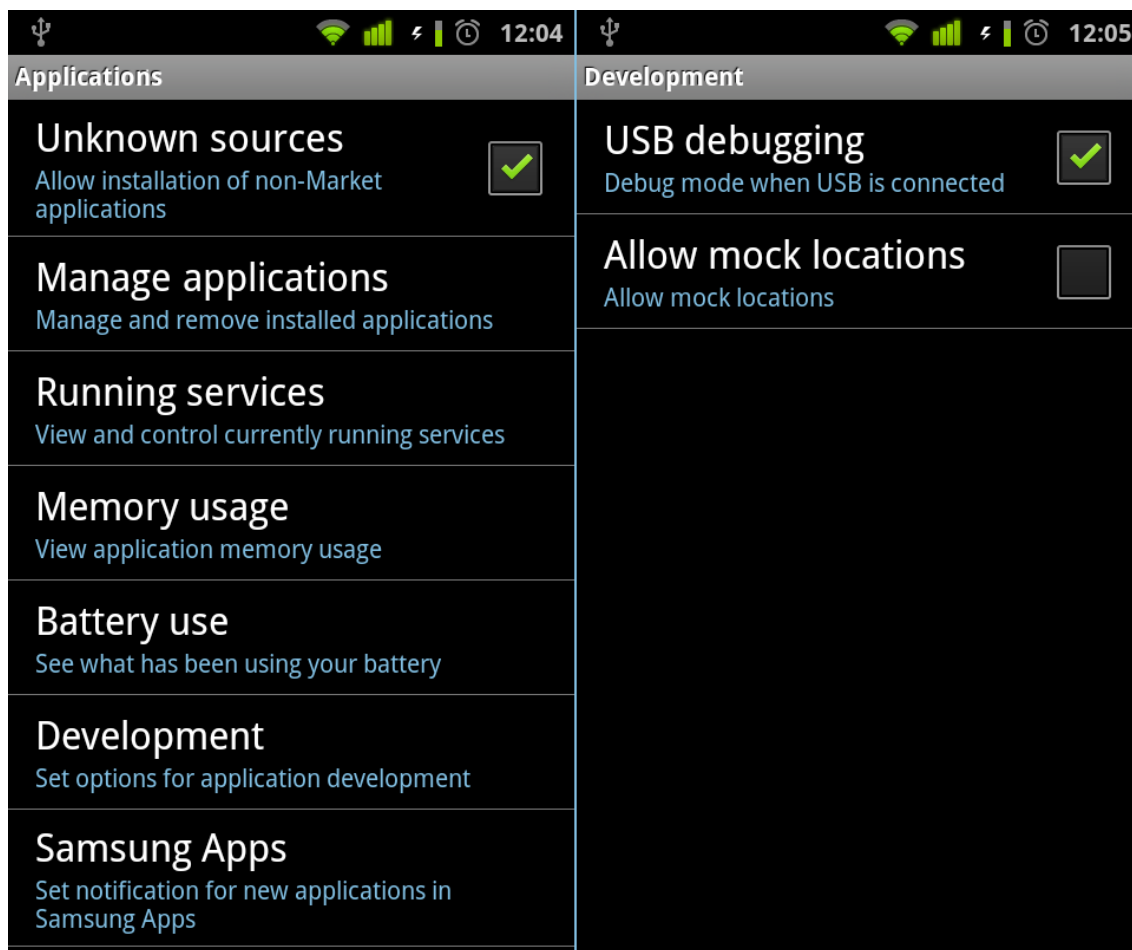 12:04
Applications
Unknown sources
Allow installation of non-Market
applications
Manage applications
Manage and remove installed applications
Running services
View and control currently running services
Memory usage
View application memory usage
Battery use
See what has been using your battery
Development
Set options for application development
Samsung Apps
Set notification for new applications in
Samsung Apps
12:05
Development
USB debugging
Debug mode when USB is connected
Allow mock locations
Allow mock locations